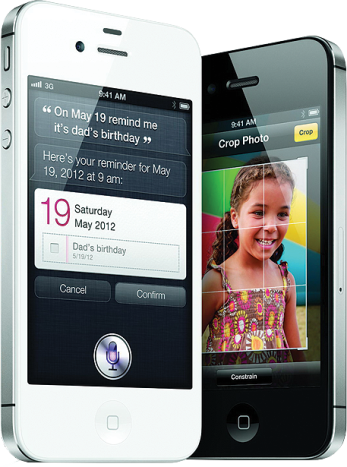 3G
9:41 AM
“ On May 19 remind me
it's dad's birthday ”
Here's your reminder for May
19, 2012 at 9 am:
19 Saturday
May 2012
Dad's birthday
5/19/12
Cancel
Confirm
9:41 AM
Crop Photo
Crop
Constrain